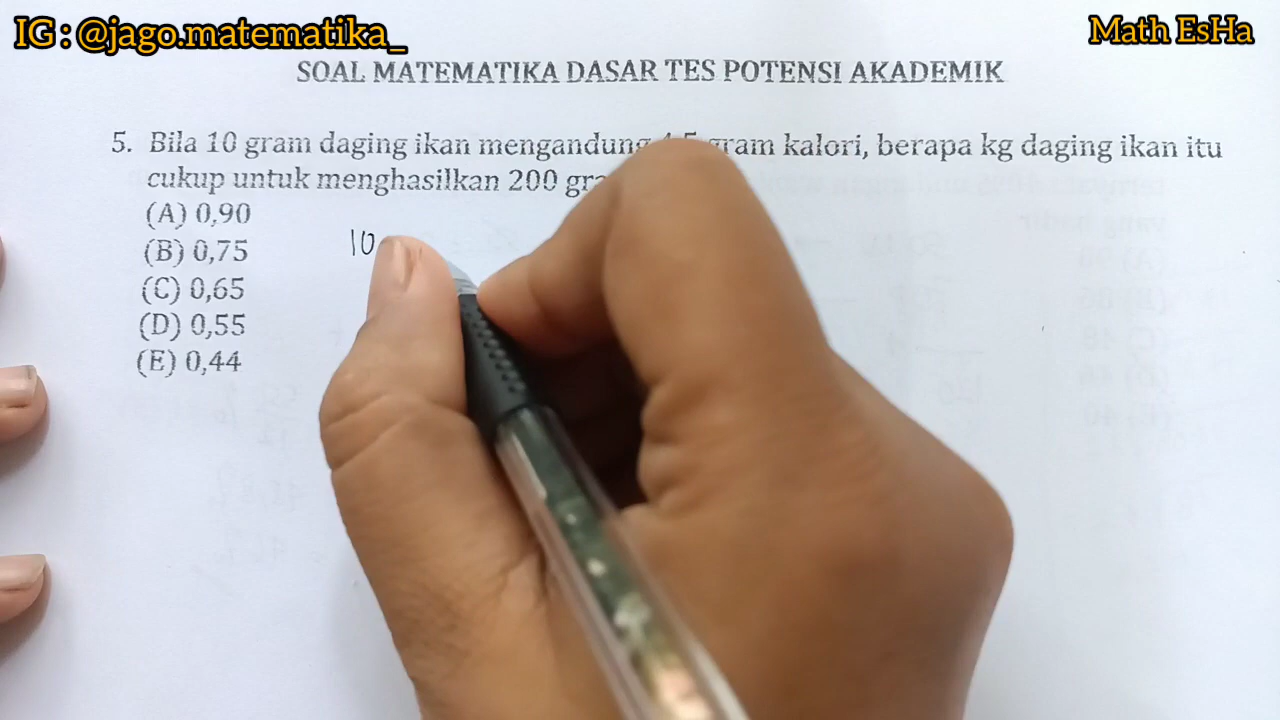 IG : @jago.matematika_
Math EsHa
SOAL MATEMATIKA DASAR TES POTENSI AKADEMIK
5. Bila 10 gram daging ikan mengandung 4,5 gram kalori, berapa kg daging ikan itu
cukup untuk menghasilkan 200
(A) 0,90
(B) 0,75
(C) 0,65
(D) 0,55
(E) 0,44
10